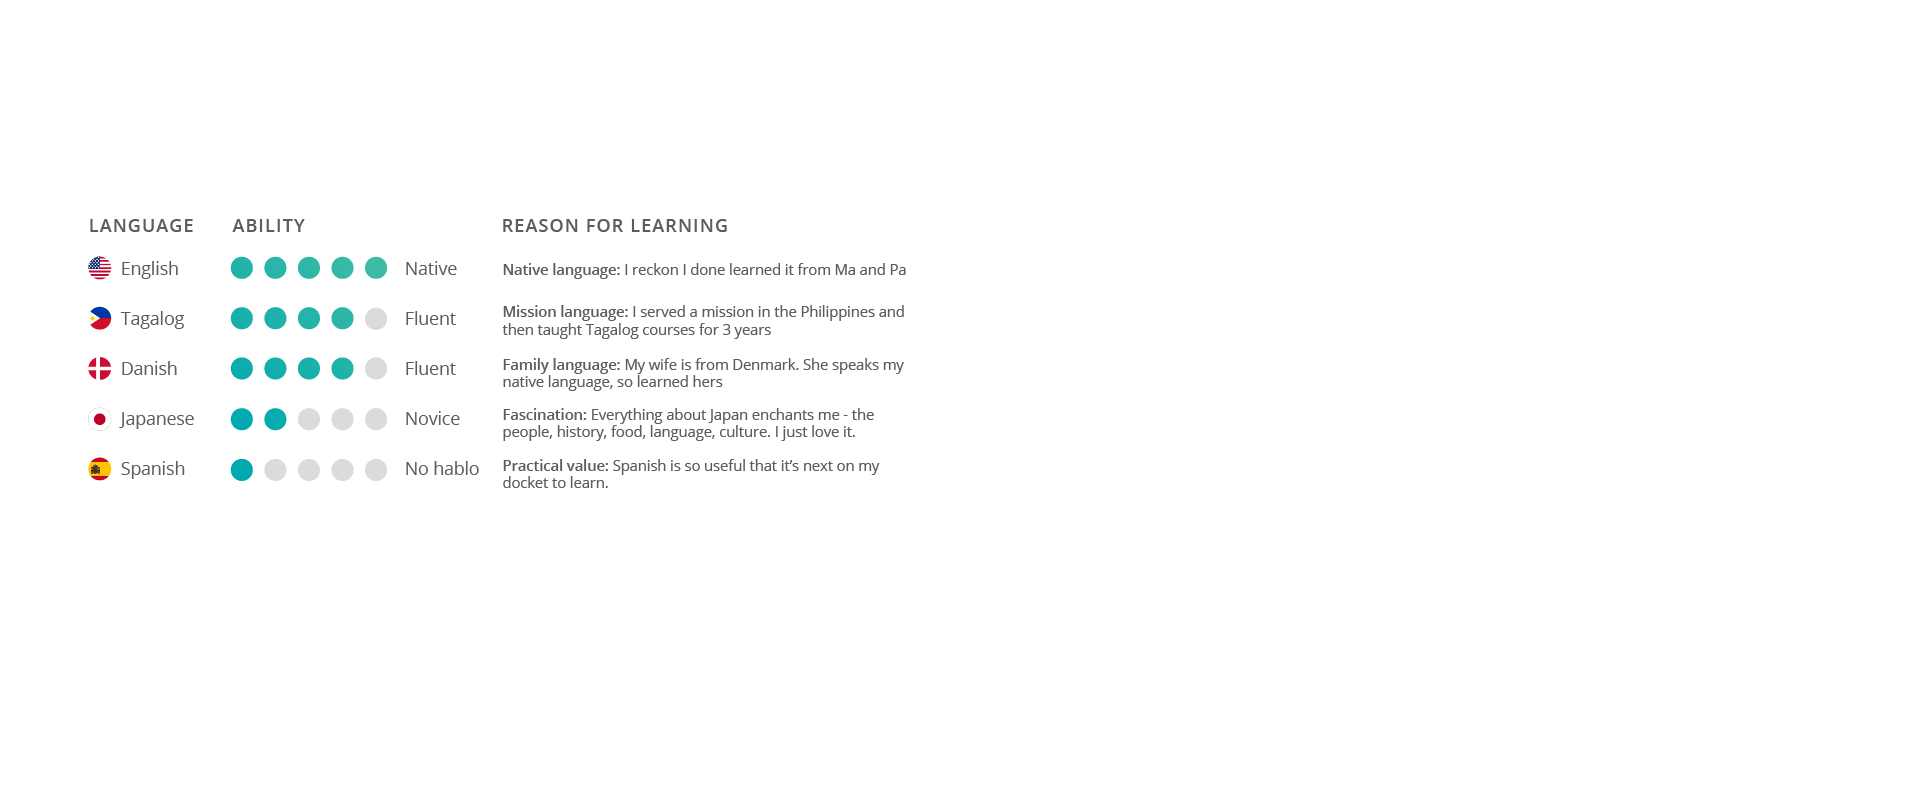 LANGUAGE ABILITY REASON FOR LEARNING
English Native Native language: I reckon I done learned it from Ma and Pa
Tagalog Fluent Mission language: I served a mission in the Philippines and
then taught Tagalog courses for 3 years
Danish Fluent Family language: My wife is from Denmark. She speaks my
native language, so learned hers
Japanese Novice Fascination: Everything about Japan enchants me - the
people, history, food, language, culture. I just love it.
Spanish No hablo Practical value: Spanish is so useful that it’s next on my
docket to learn.